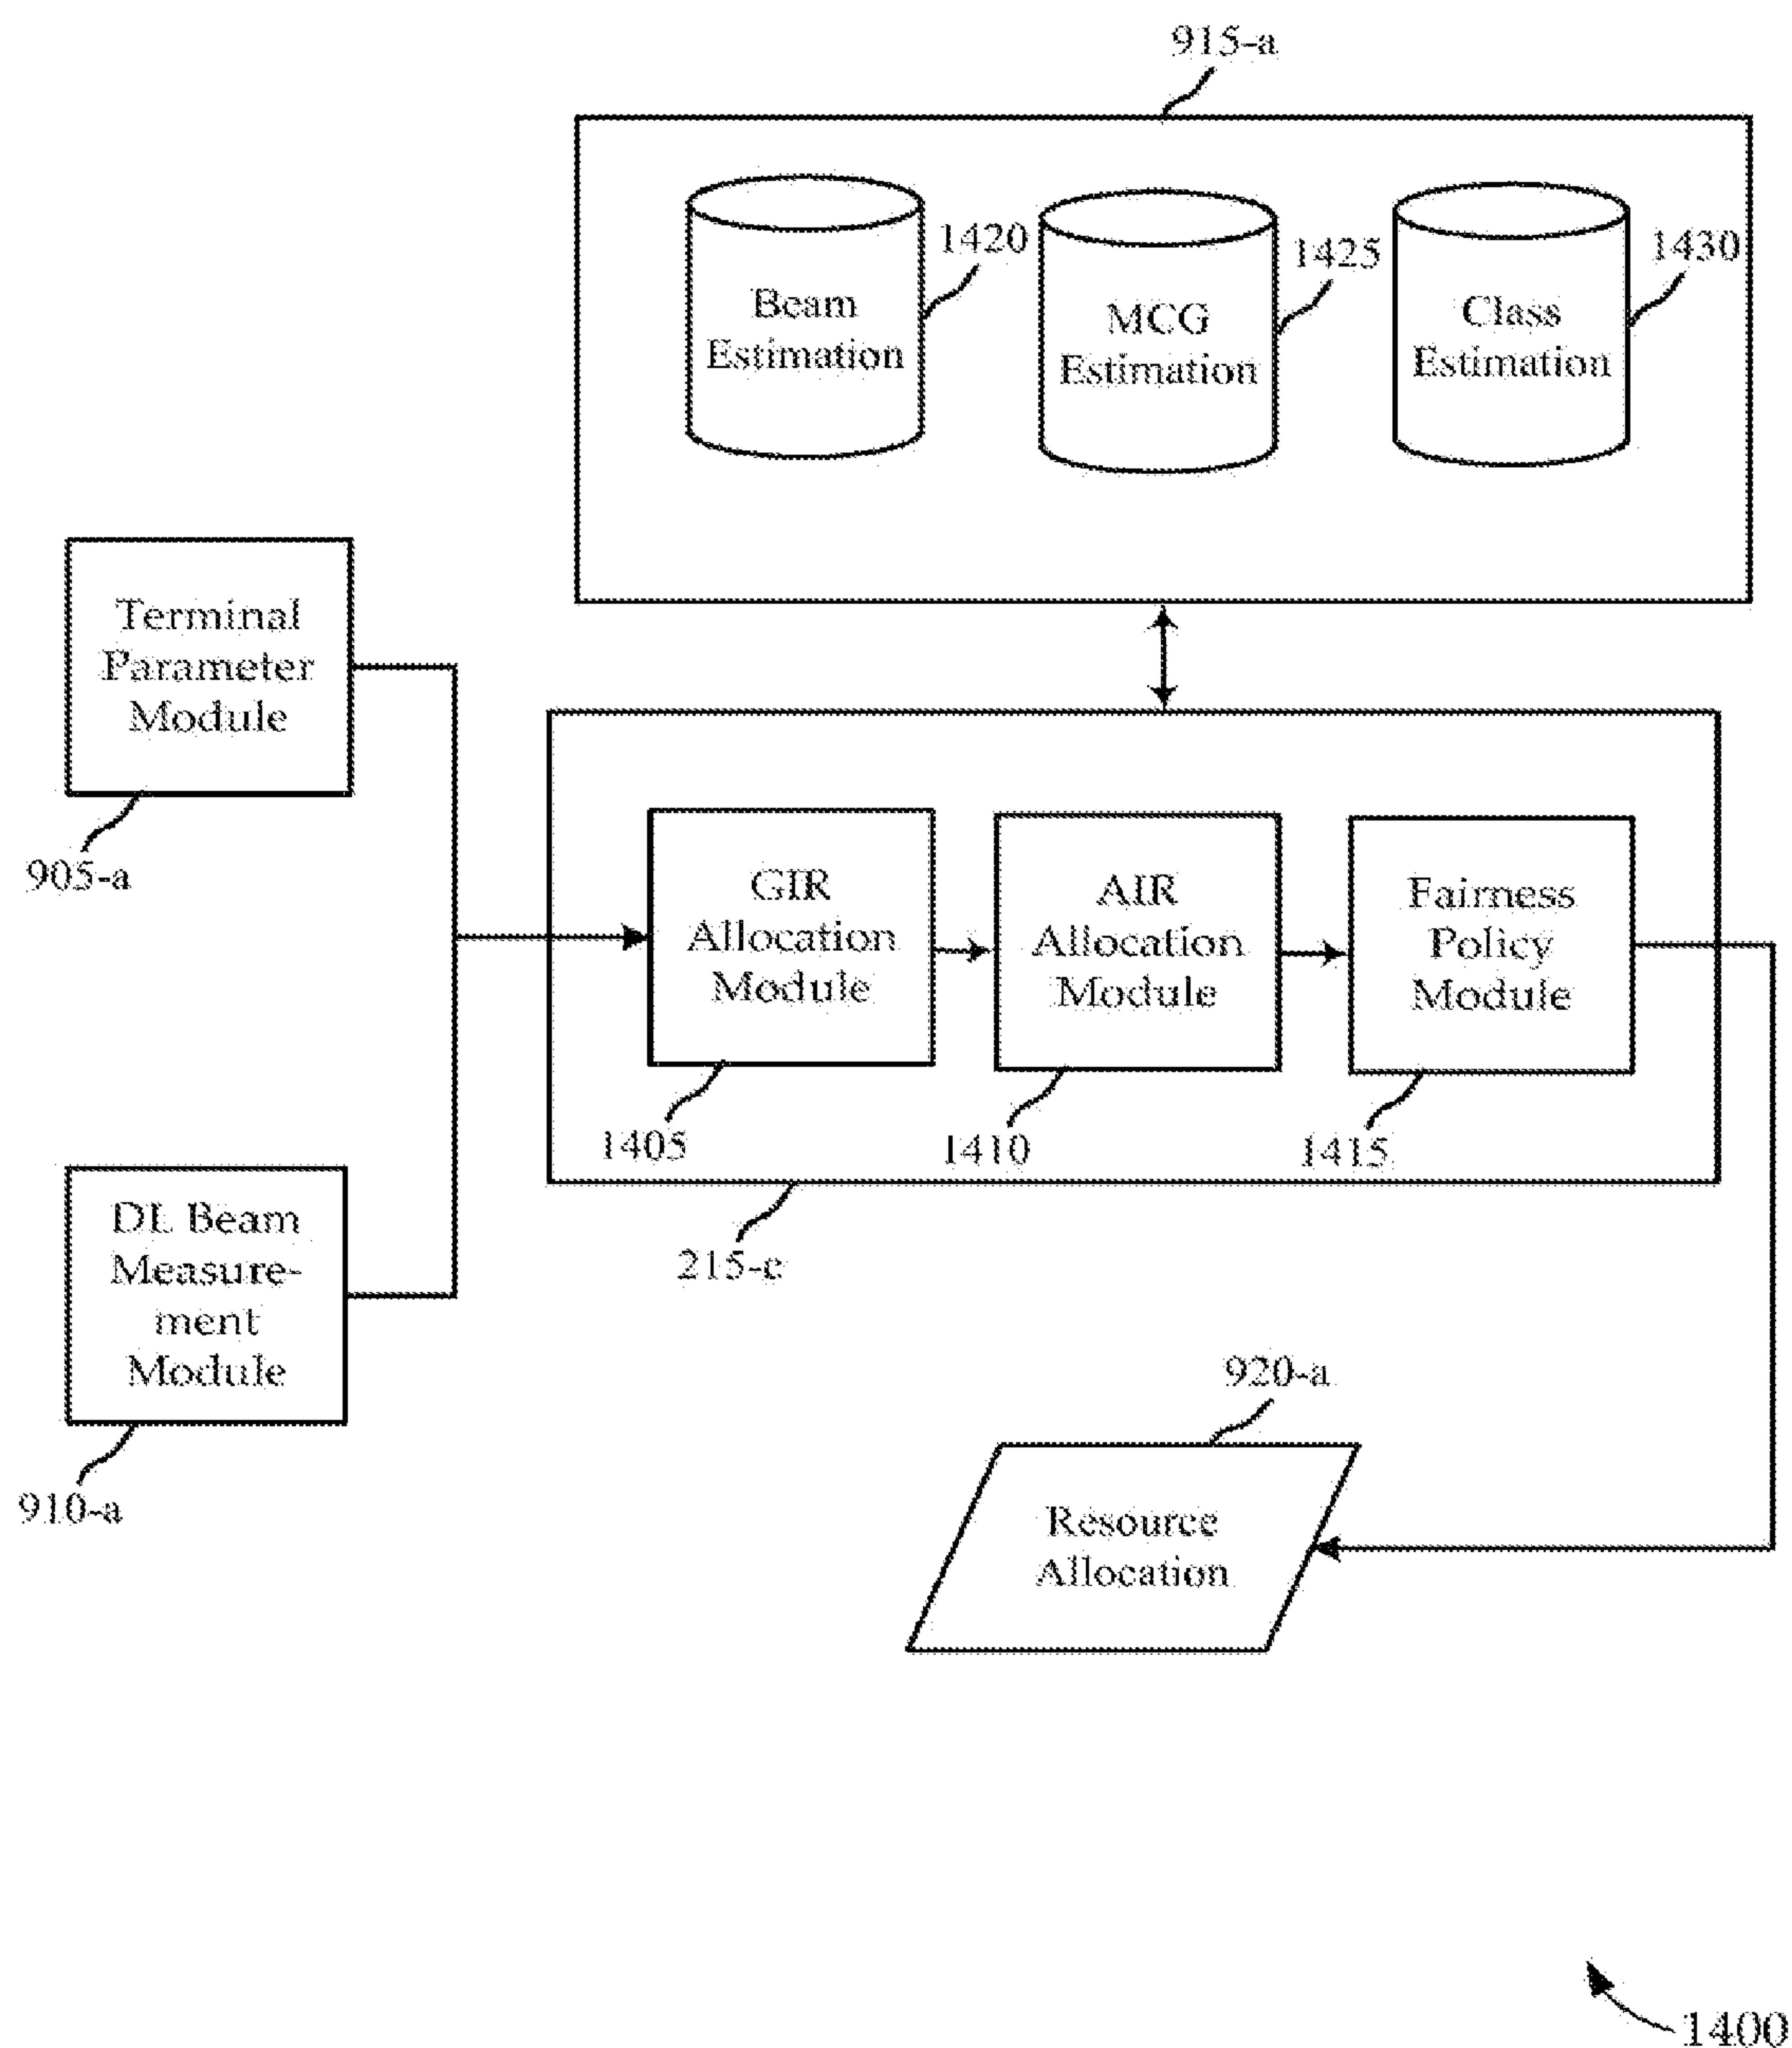 915-a
Beam
Estimation
1420
MCG
Estimation
1425
Class
Estimation
1430
Terminal
Parameter
Module
905-a
GIR
Allocation
Module
1405
AIR
Allocation
Module
1410
Fairness
Policy
Module
1415
215-c
DL Beam
Measure-
ment
Module
910-a
920-a
Resource
Allocation
1400